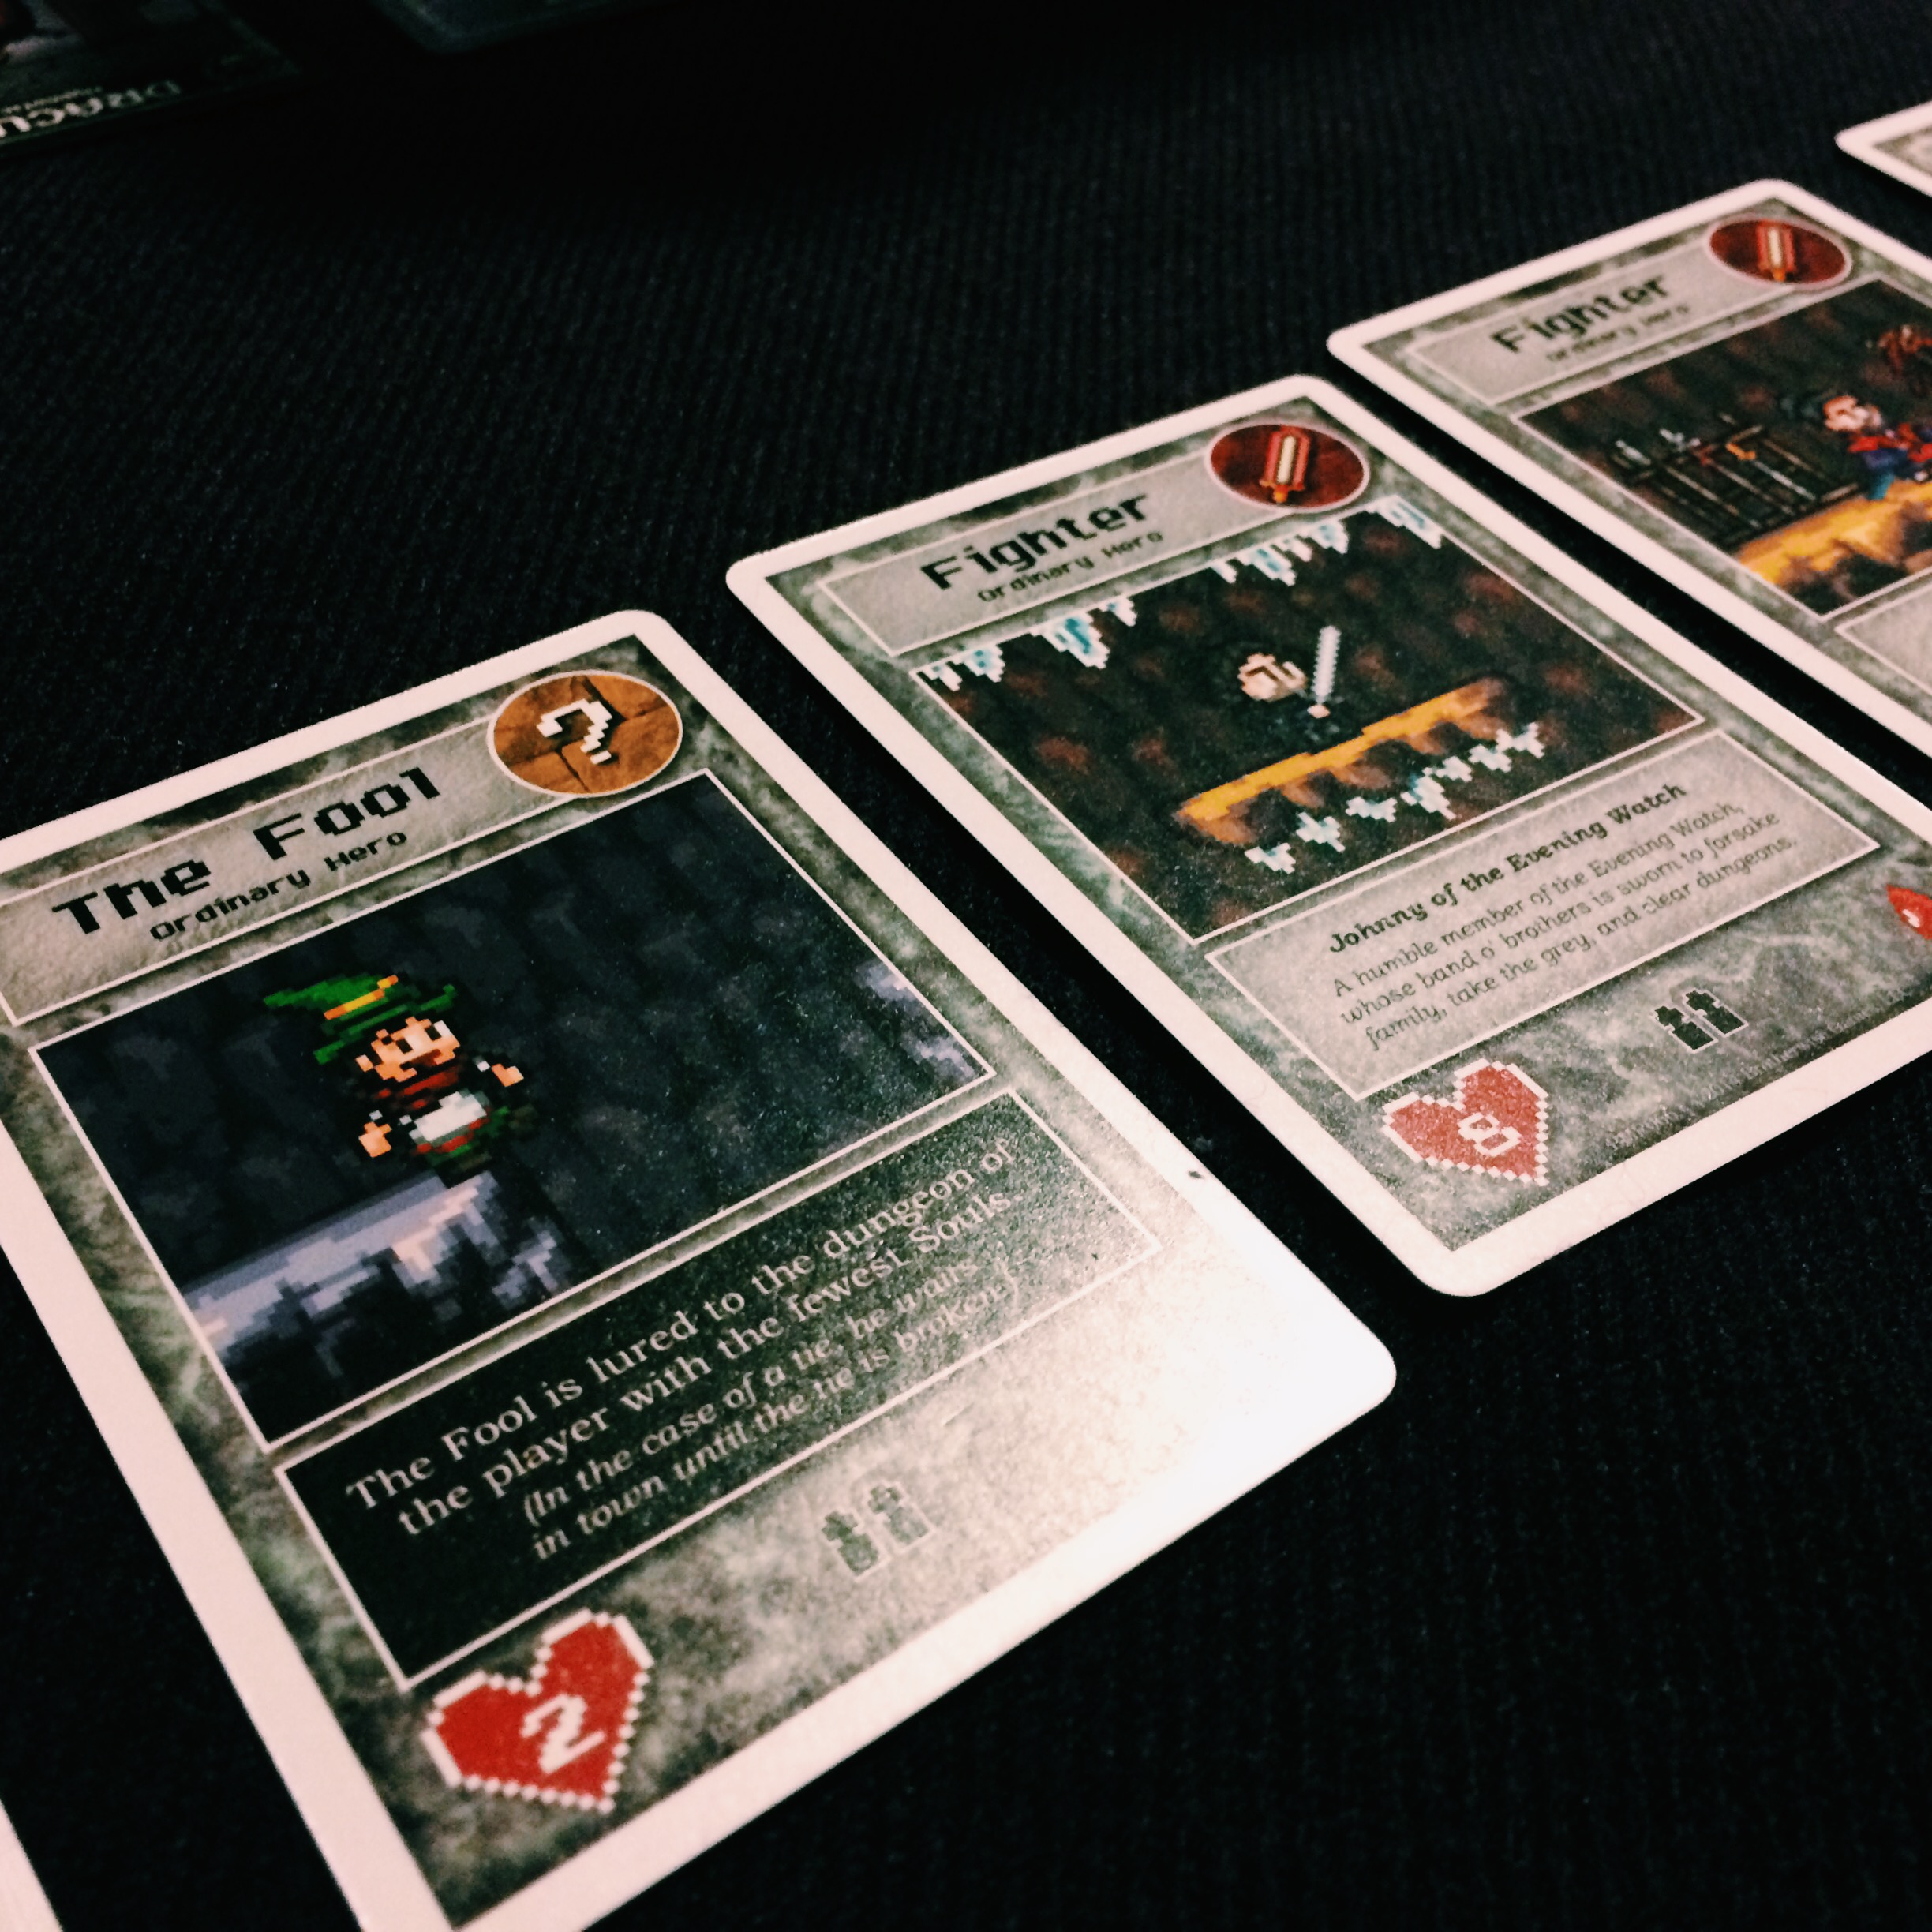 The Fool
Ordinary Hero
The Fool is lured to the dungeon of
the player with the fewest Souls.
(In the case of a tie, he waits
in town until the tie is broken.)
2
Fighter
Ordinary Hero
Johnny of the Evening Watch
A humble member of the Evening Watch,
whose band o' brothers is sworn to forsake
family, take the grey, and clear dungeons.
8
Fighter
Ordinary Hero